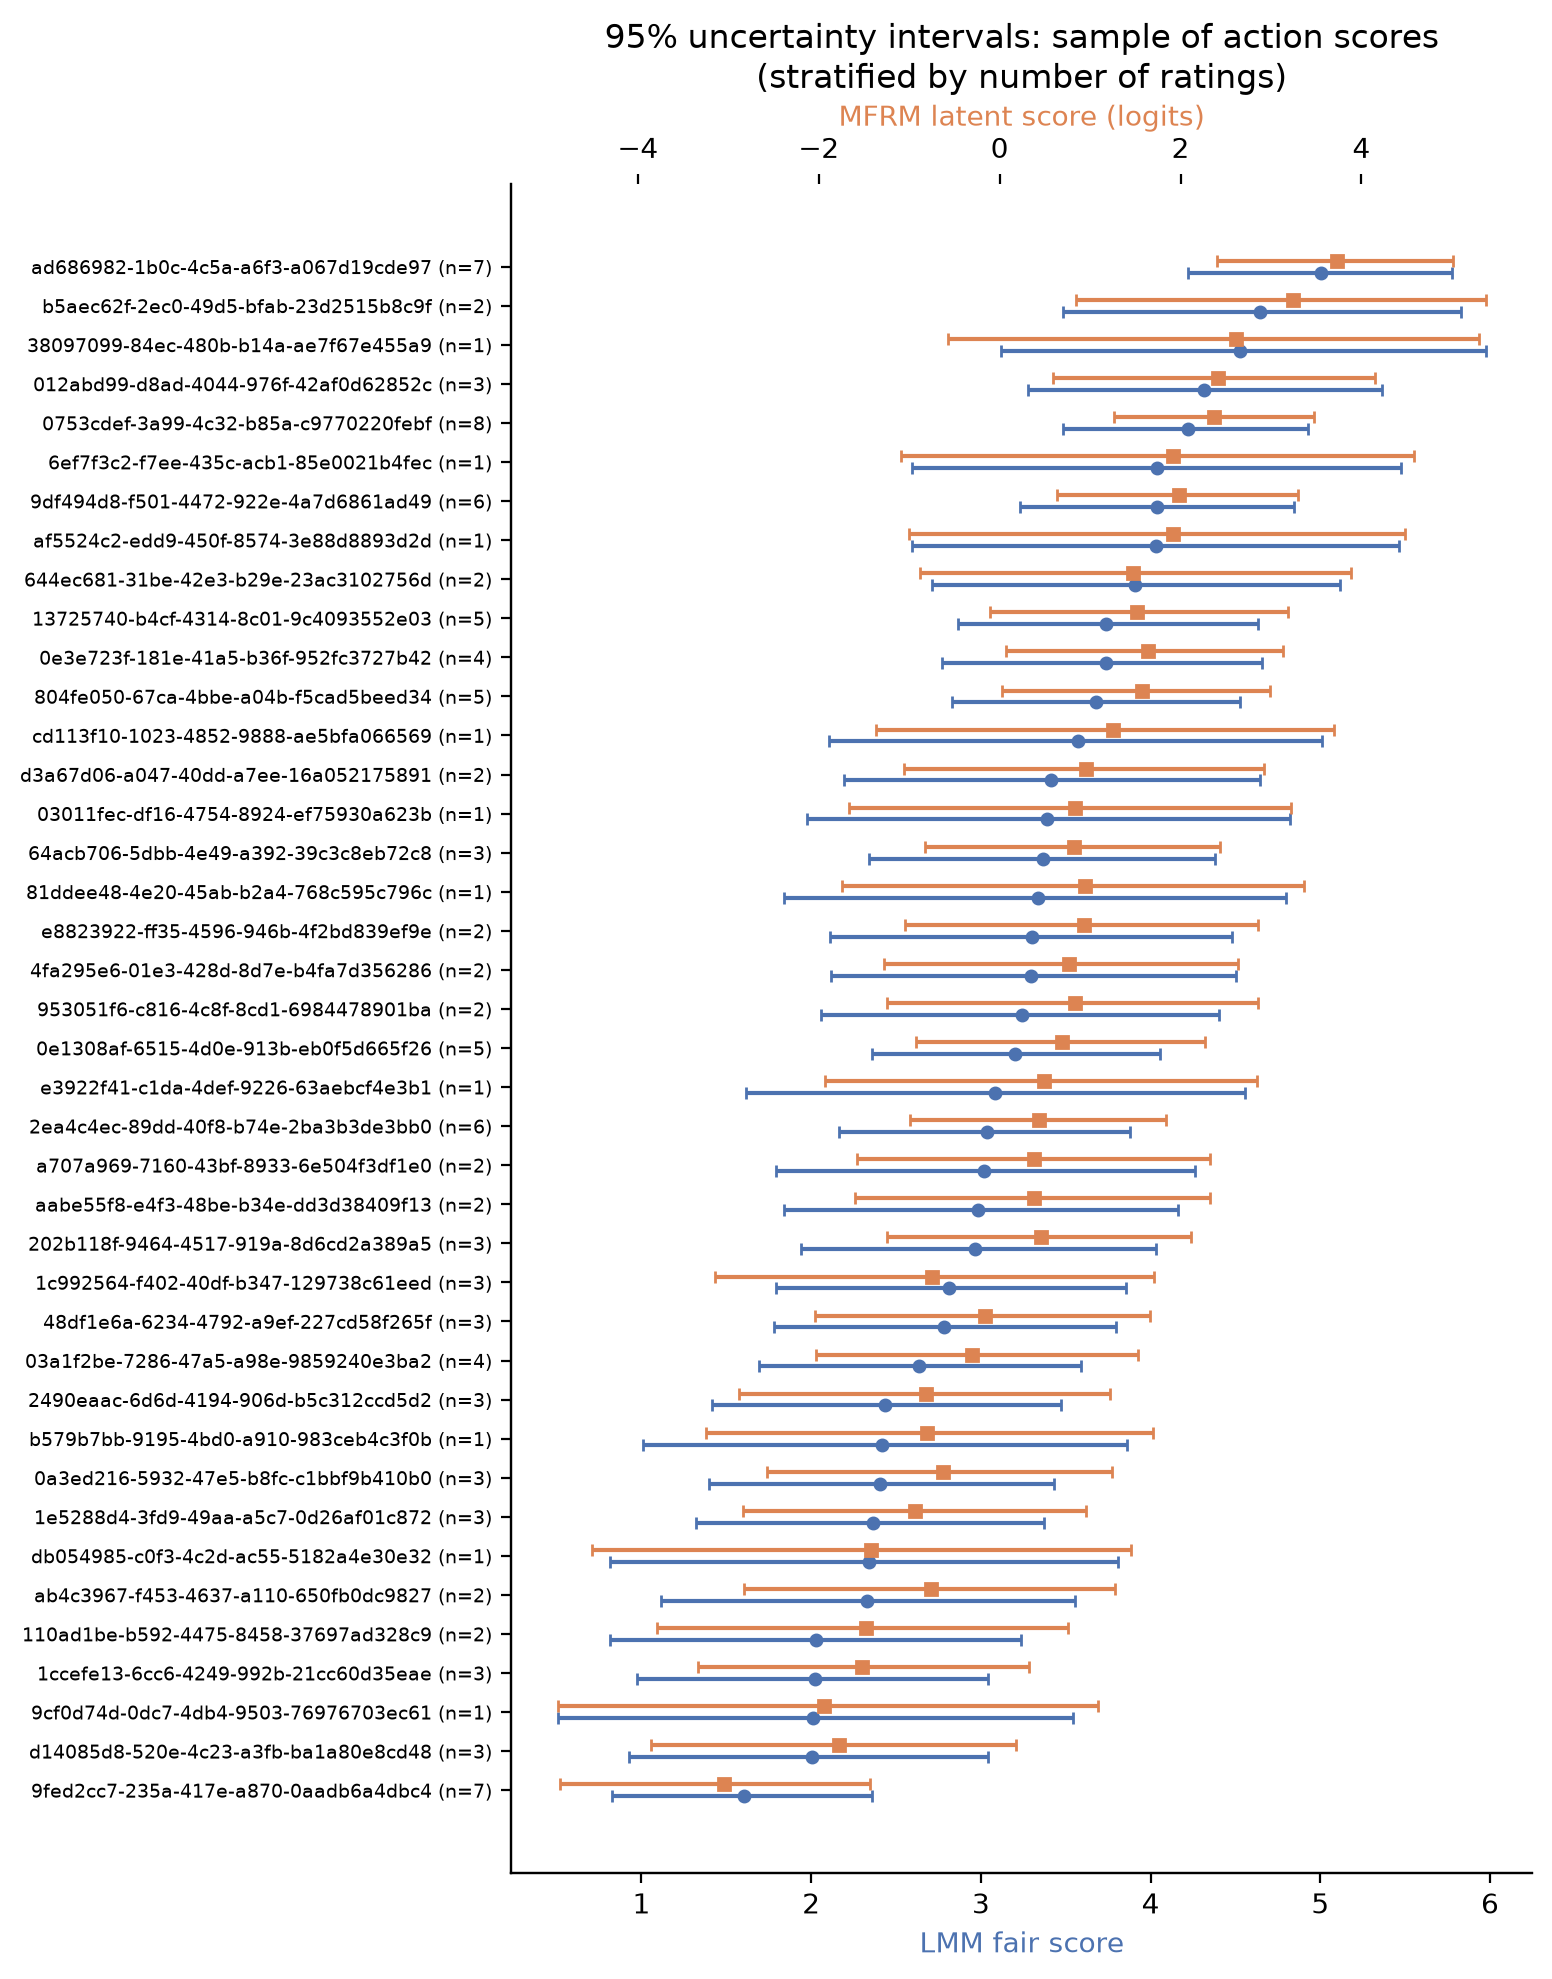 95% uncertainty intervals: sample of action scores
(stratified by number of ratings)
MFRM latent score (logits)
−4 −2 0 2 4
ad686982-1b0c-4c5a-a6f3-a067d19cde97 (n=7)
b5aec62f-2ec0-49d5-bfab-23d2515b8c9f (n=2)
38097099-84ec-480b-b14a-ae7f67e455a9 (n=1)
012abd99-d8ad-4044-976f-42af0d62852c (n=3)
0753cdef-3a99-4c32-b85a-c9770220febf (n=8)
6ef7f3c2-f7ee-435c-acb1-85e0021b4fec (n=1)
9df494d8-f501-4472-922e-4a7d6861ad49 (n=6)
af5524c2-edd9-450f-8574-3e88d8893d2d (n=1)
644ec681-31be-42e3-b29e-23ac3102756d (n=2)
13725740-b4cf-4314-8c01-9c4093552e03 (n=5)
0e3e723f-181e-41a5-b36f-952fc3727b42 (n=4)
804fe050-67ca-4bbe-a04b-f5cad5beed34 (n=5)
cd113f10-1023-4852-9888-ae5bfa066569 (n=1)
d3a67d06-a047-40dd-a7ee-16a052175891 (n=2)
03011fec-df16-4754-8924-ef75930a623b (n=1)
64acb706-5dbb-4e49-a392-39c3c8eb72c8 (n=3)
81ddee48-4e20-45ab-b2a4-768c595c796c (n=1)
e8823922-ff35-4596-946b-4f2bd839ef9e (n=2)
4fa295e6-01e3-428d-8d7e-b4fa7d356286 (n=2)
953051f6-c816-4c8f-8cd1-6984478901ba (n=2)
0e1308af-6515-4d0e-913b-eb0f5d665f26 (n=5)
e3922f41-c1da-4def-9226-63aebcf4e3b1 (n=1)
2ea4c4ec-89dd-40f8-b74e-2ba3b3de3bb0 (n=6)
a707a969-7160-43bf-8933-6e504f3df1e0 (n=2)
aabe55f8-e4f3-48be-b34e-dd3d38409f13 (n=2)
202b118f-9464-4517-919a-8d6cd2a389a5 (n=3)
1c992564-f402-40df-b347-129738c61eed (n=3)
48df1e6a-6234-4792-a9ef-227cd58f265f (n=3)
03a1f2be-7286-47a5-a98e-9859240e3ba2 (n=4)
2490eaac-6d6d-4194-906d-b5c312ccd5d2 (n=3)
b579b7bb-9195-4bd0-a910-983ceb4c3f0b (n=1)
0a3ed216-5932-47e5-b8fc-c1bbf9b410b0 (n=3)
1e5288d4-3fd9-49aa-a5c7-0d26af01c872 (n=3)
db054985-c0f3-4c2d-ac55-5182a4e30e32 (n=1)
ab4c3967-f453-4637-a110-650fb0dc9827 (n=2)
110ad1be-b592-4475-8458-37697ad328c9 (n=2)
1ccefe13-6cc6-4249-992b-21cc60d35eae (n=3)
9cf0d74d-0dc7-4db4-9503-76976703ec61 (n=1)
d14085d8-520e-4c23-a3fb-ba1a80e8cd48 (n=3)
9fed2cc7-235a-417e-a870-0aadb6a4dbc4 (n=7)
1 2 3 4 5 6
LMM fair score